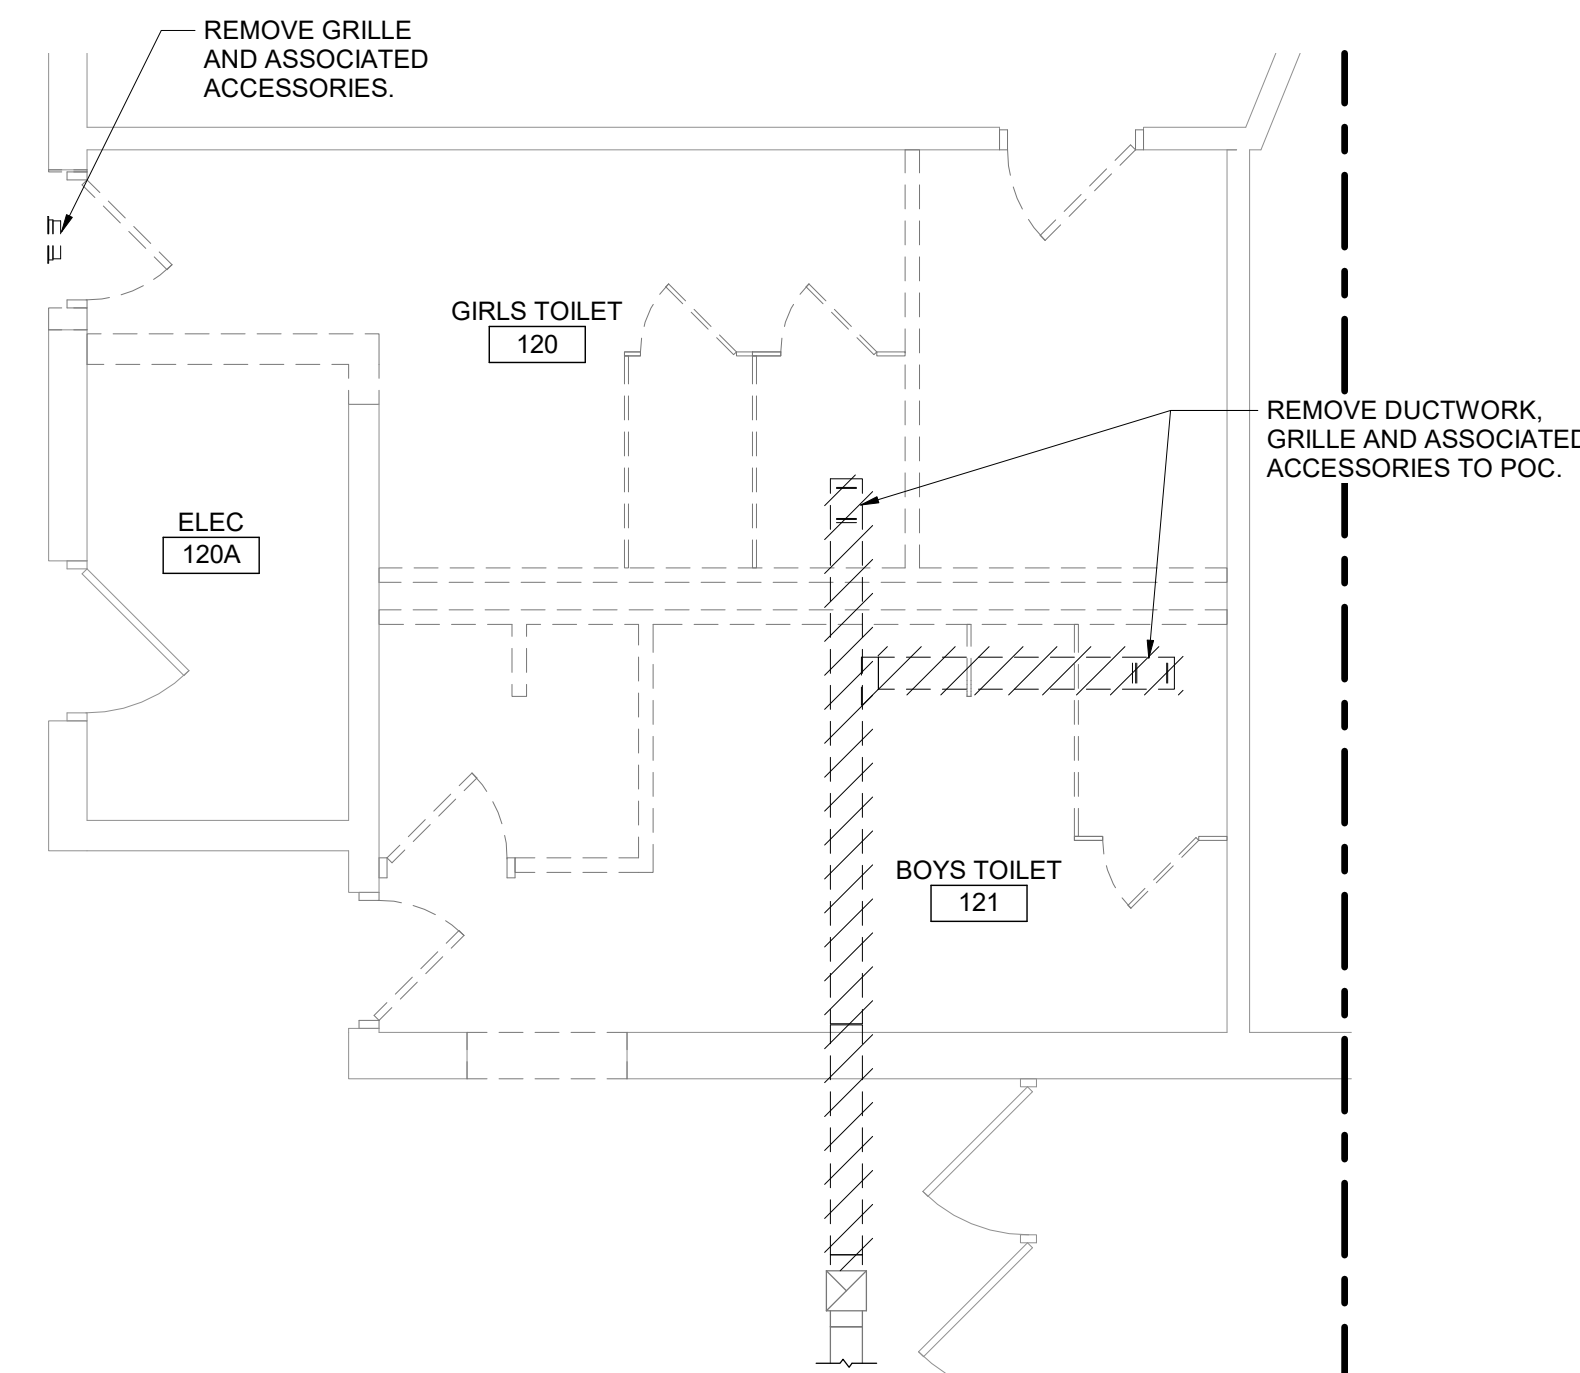 REMOVE GRILLE
AND ASSOCIATED
ACCESSORIES.
GIRLS TOILET
120
REMOVE DUCTWORK,
GRILLE AND ASSOCIATED
ACCESSORIES TO POC.
ELEC
120A
BOYS TOILET
121